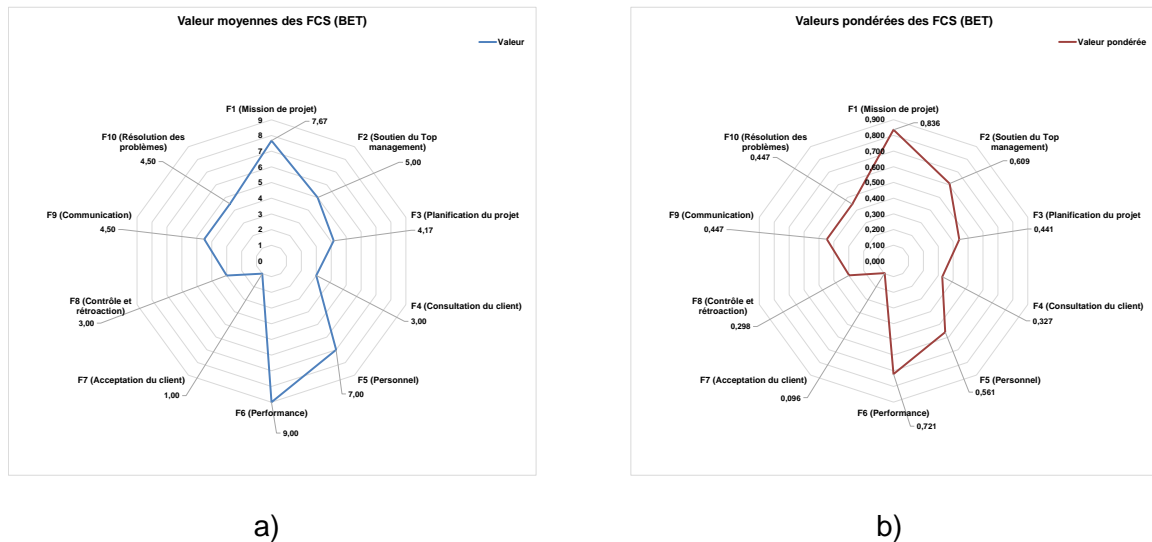 Valeur moyennes des FCS (BET)
Valeur
F1 (Mission de projet)
7,67
F2 (Soutien du Top
management)
5,00
F3 (Planification du projet
4,17
F4 (Consultation du client)
3,00
F5 (Personnel)
7,00
F6 (Performance)
9,00
F7 (Acceptation du client)
1,00
F8 (Contrôle et
rétroaction)
3,00
F9 (Communication)
4,50
F10 (Résolution des
problèmes)
4,50
9
8
7
6
5
4
3
2
1
0
a)
Valeurs pondérées des FCS (BET)
Valeur pondérée
F1 (Mission de projet)
0,836
F2 (Soutien du Top
management)
0,609
F3 (Planification du projet
0,441
F4 (Consultation du client)
0,327
F5 (Personnel)
0,561
F6 (Performance)
0,721
F7 (Acceptation du client)
0,096
F8 (Contrôle et
rétroaction)
0,298
F9 (Communication)
0,447
F10 (Résolution des
problèmes)
0,447
0,900
0,800
0,700
0,600
0,500
0,400
0,300
0,200
0,100
0,000
b)